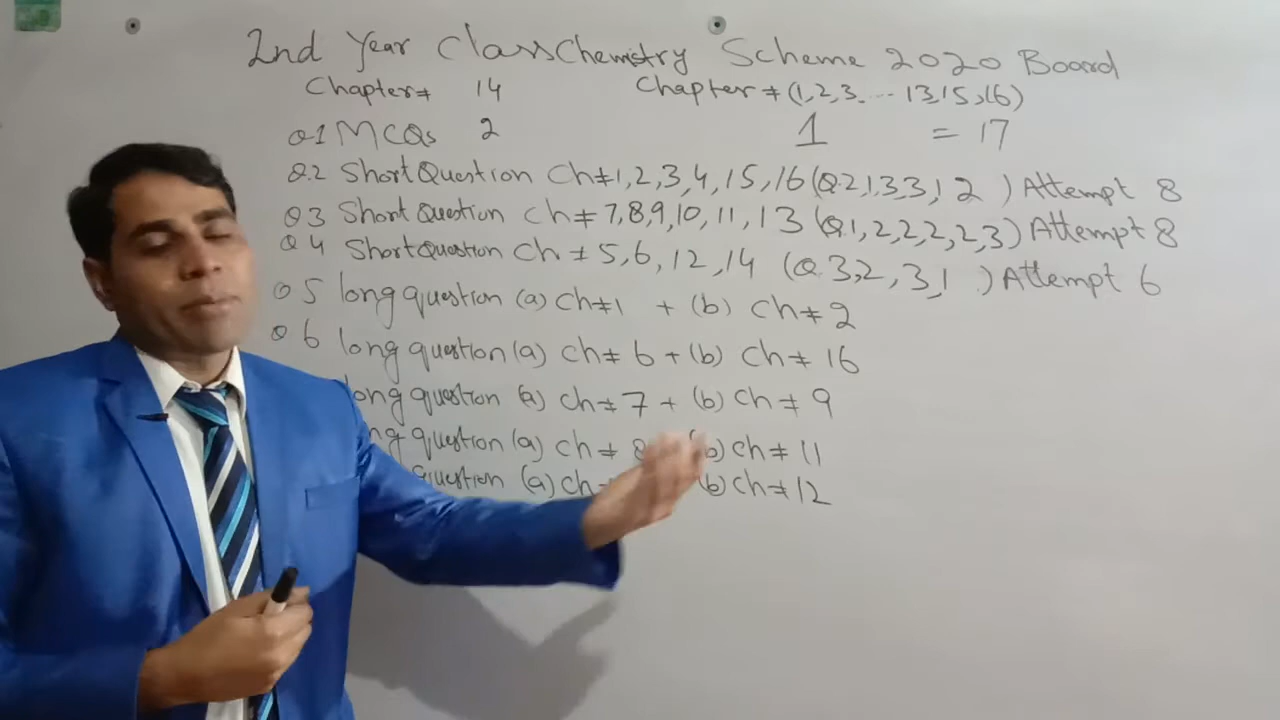 2nd Year Class Chemistry Scheme 2020 Board
Chapter# 14 Chapter # (1,2,3, ... 13,15,16)
Q1 MCQs 2 1 = 17
Q.2 Short Question Ch#1,2,3,4,15,16 (Q.2,1,3,3,1,2 ) Attempt 8
Q3 Short Question Ch#7,8,9,10,11,13 (Q.1,2,2,2,2,3) Attempt 8
Q4 Short Question Ch#5,6,12,14 (Q.3,2,3,1 ) Attempt 6
Q5 long question (a) Ch#1 + (b) Ch#2
Q6 long question (a) Ch#6 + (b) Ch#16
long question (a) Ch#7 + (b) Ch#9
question (a) Ch# 8 (b) Ch#11
question (a) Ch (b) Ch#12